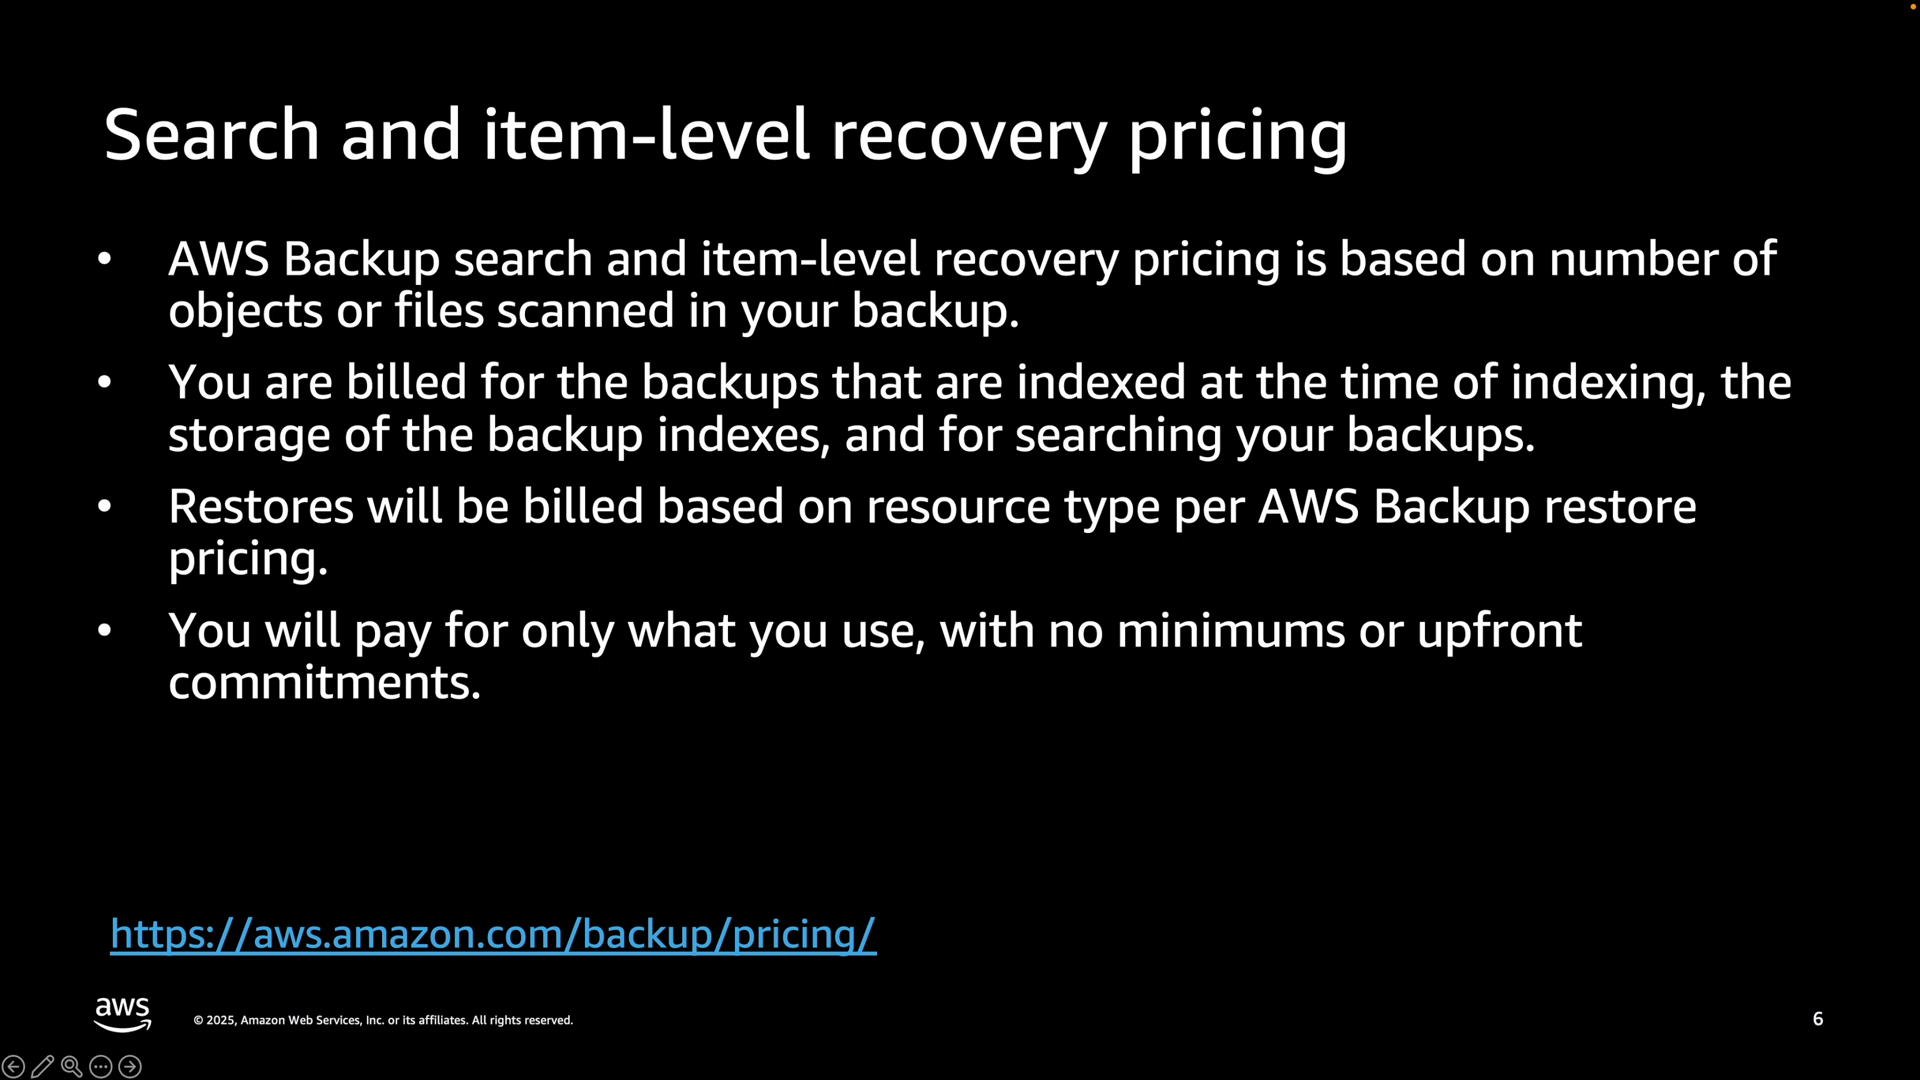 Search and item-level recovery pricing
• AWS Backup search and item-level recovery pricing is based on number of
objects or files scanned in your backup.
• You are billed for the backups that are indexed at the time of indexing, the
storage of the backup indexes, and for searching your backups.
• Restores will be billed based on resource type per AWS Backup restore
pricing.
• You will pay for only what you use, with no minimums or upfront
commitments.
https://aws.amazon.com/backup/pricing/
aws
© 2025, Amazon Web Services, Inc. or its affiliates. All rights reserved.
6